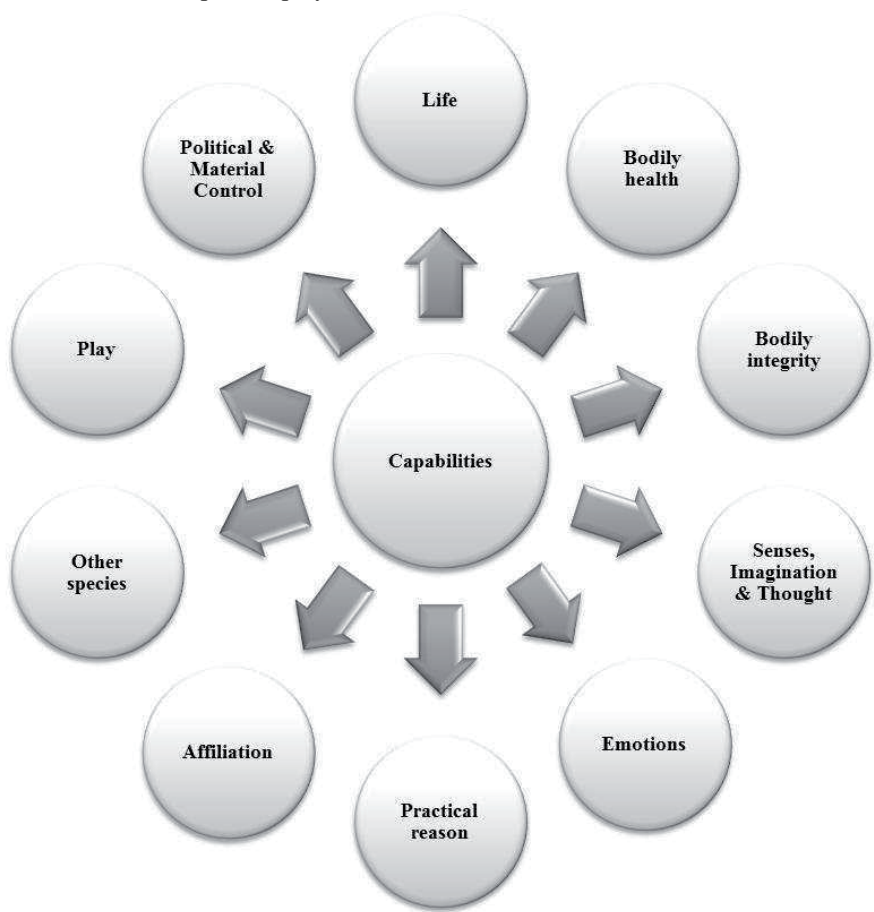 Life
Bodily
health
Bodily
integrity
Senses,
Imagination
& Thought
Emotions
Practical
reason
Affiliation
Other
species
Play
Political &
Material
Control
Capabilities